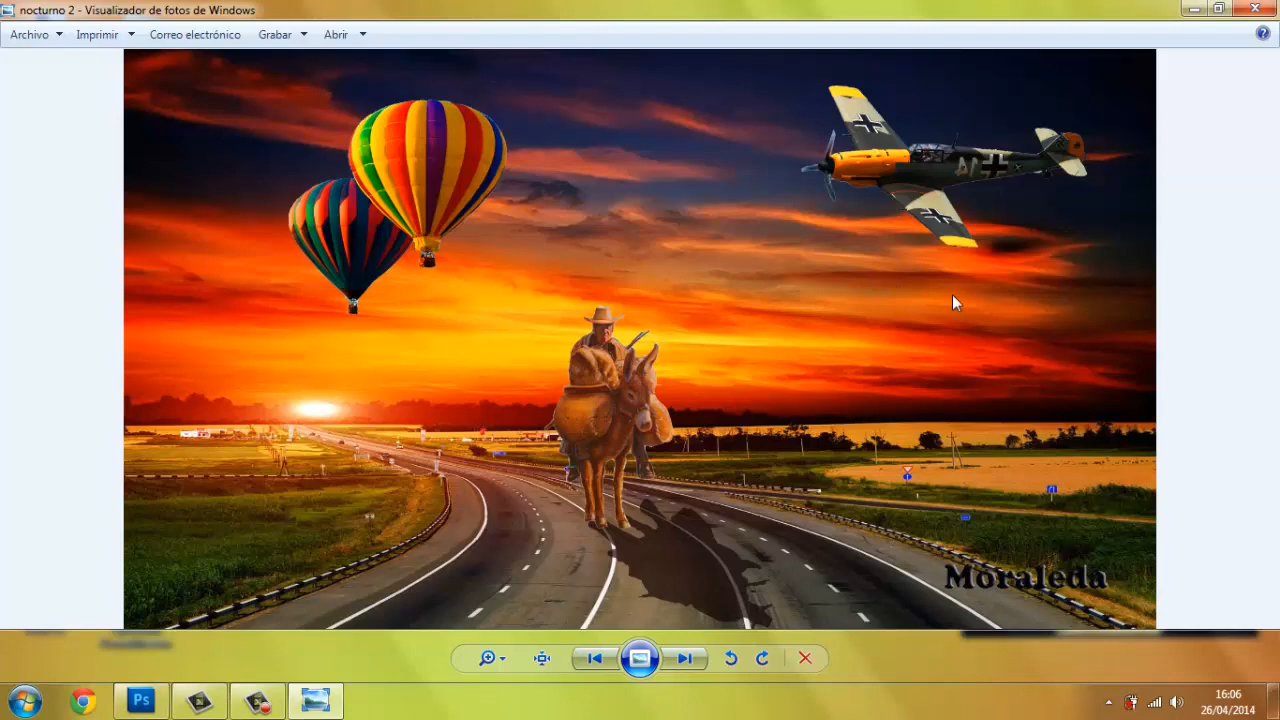 nocturno 2 - Visualizador de fotos de Windows
Archivo Imprimir Correo electrónico Grabar Abrir
Moraleda
Ps
16:06
26/04/2014